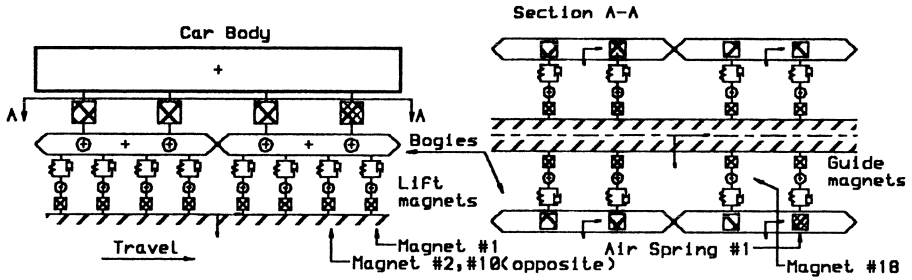 Section A-A
Car Body
A
A
Bogies
Lift
magnets
Guide
magnets
Travel
Magnet #1
Magnet #2,#10(opposite)
Air Spring #1
Magnet #18